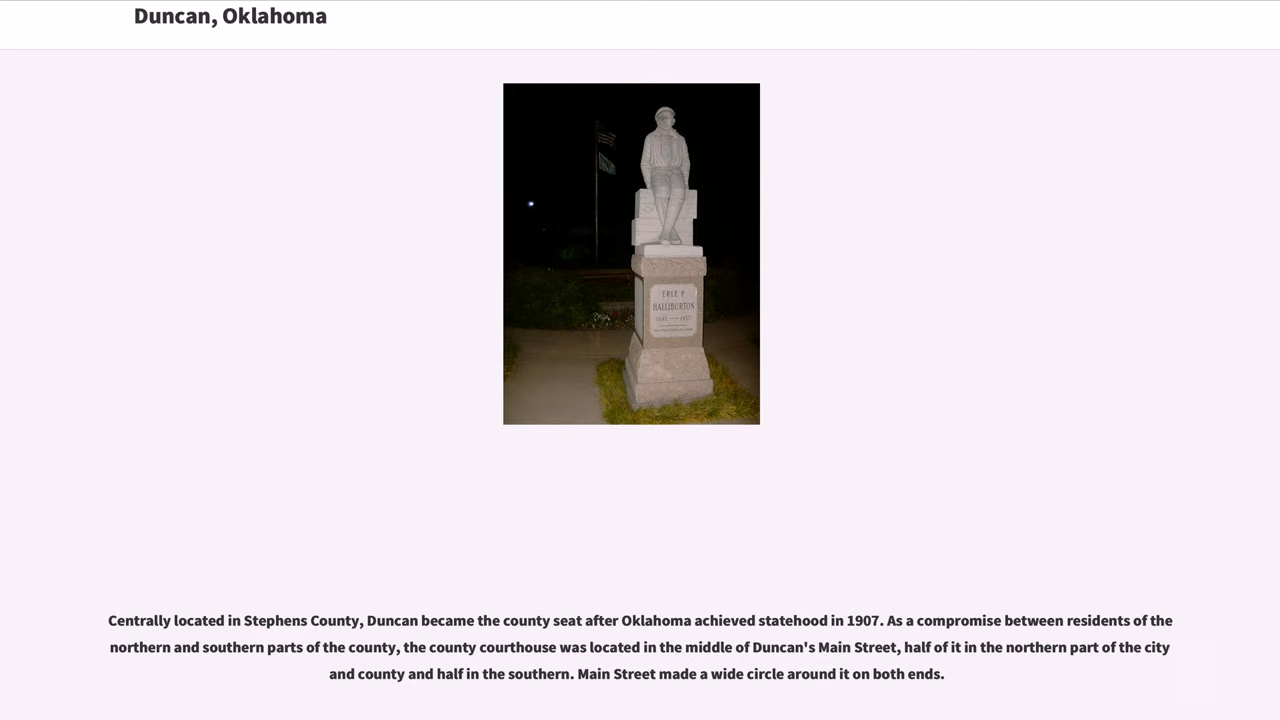 Duncan, Oklahoma
ERLE P.
HALLIBURTON
Centrally located in Stephens County, Duncan became the county seat after Oklahoma achieved statehood in 1907. As a compromise between residents of the
northern and southern parts of the county, the county courthouse was located in the middle of Duncan's Main Street, half of it in the northern part of the city
and county and half in the southern. Main Street made a wide circle around it on both ends.